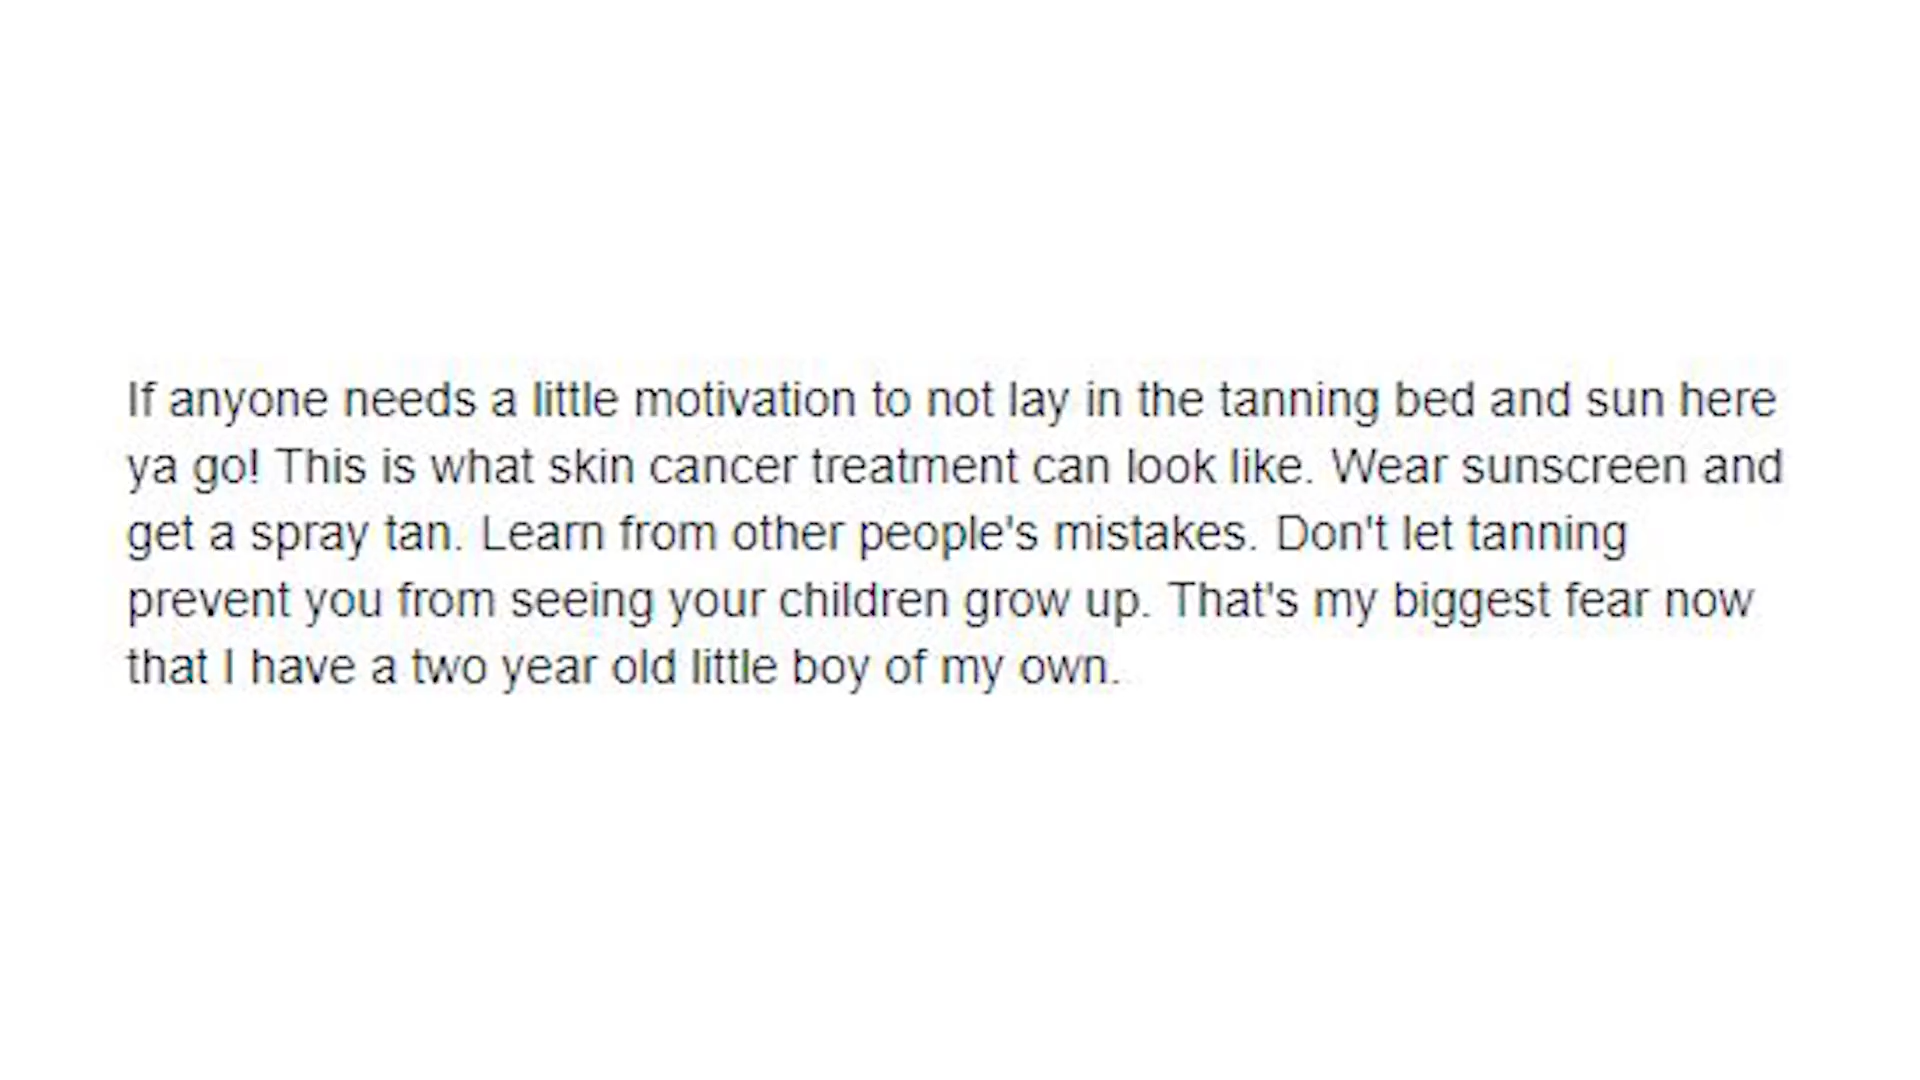 If anyone needs a little motivation to not lay in the tanning bed and sun here
ya go! This is what skin cancer treatment can look like. Wear sunscreen and
get a spray tan. Learn from other people's mistakes. Don't let tanning
prevent you from seeing your children grow up. That's my biggest fear now
that I have a two year old little boy of my own.